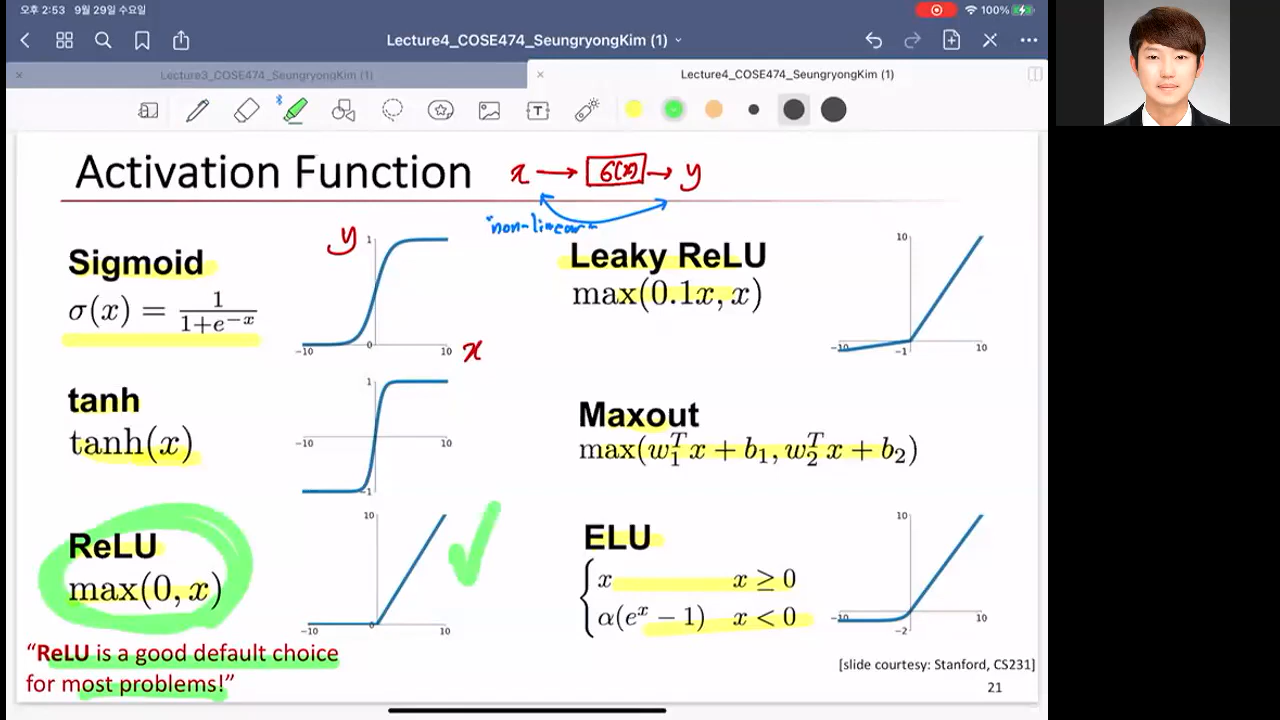 오후 2:53 9월 29일 수요일
100%
Lecture4_COSE474_SeungryongKim (1)
Lecture3_COSE474_SeungryongKim (1)
Lecture4_COSE474_SeungryongKim (1)
Activation Function
x → σ(x) → y
"non-linear"
Sigmoid
σ(x) = 1/(1+e^{-x})
y
1
-10
0
10
x
tanh
tanh(x)
1
-10
10
-1
ReLU
max(0, x)
10
-10
0
10
"ReLU is a good default choice
for most problems!"
Leaky ReLU
max(0.1x, x)
10
-10
-1
10
Maxout
max(w_1^T x + b_1, w_2^T x + b_2)
ELU
x x ≥ 0
α(e^x − 1) x < 0
10
-10
-2
10
[slide courtesy: Stanford, CS231]
21